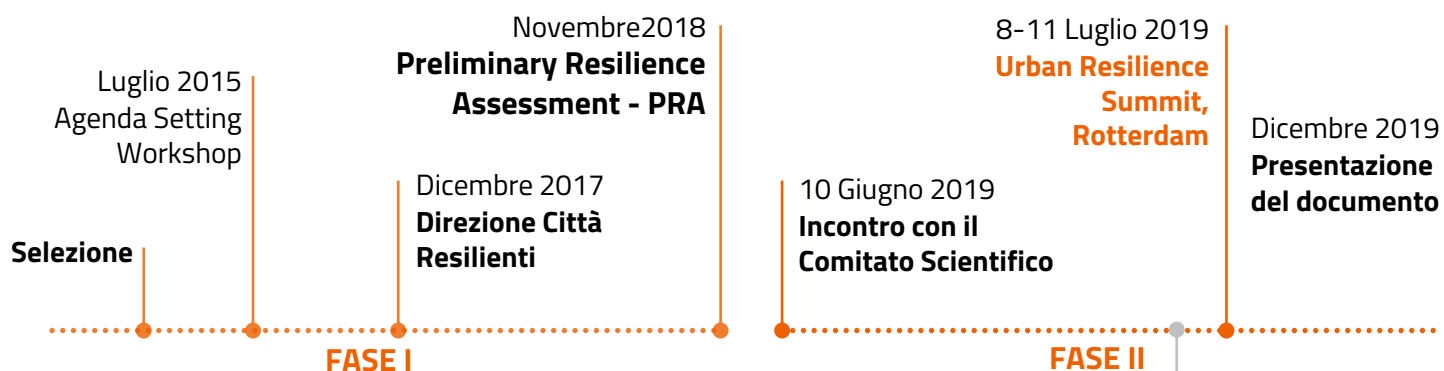 Selezione
Luglio 2015
Agenda Setting
Workshop
Dicembre 2017
Direzione Città
Resilienti
Novembre2018
Preliminary Resilience
Assessment - PRA
FASE I
10 Giugno 2019
Incontro con il
Comitato Scientifico
8-11 Luglio 2019
Urban Resilience
Summit,
Rotterdam
Dicembre 2019
Presentazione
del documento
FASE II